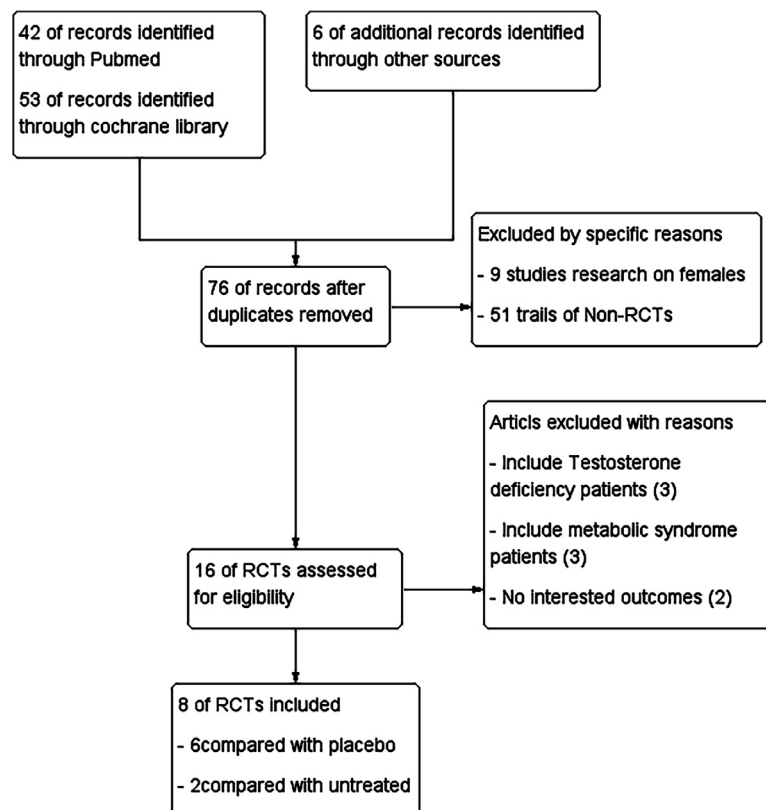 42 of records identified
through Pubmed
53 of records identified
through cochrane library
6 of additional records identified
through other sources
76 of records after
duplicates removed
Excluded by specific reasons
- 9 studies research on females
- 51 trails of Non-RCTs
Articls excluded with reasons
- Include Testosterone
deficiency patients (3)
- Include metabolic syndrome
patients (3)
- No interested outcomes (2)
16 of RCTs assessed
for eligibility
8 of RCTs included
- 6compared with placebo
- 2compared with untreated